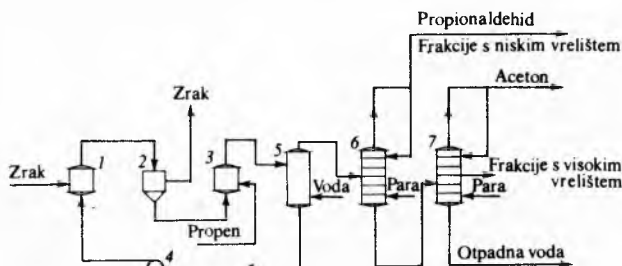 Propionaldehid
Frakcije s niskim vrelištem
Aceton
Zrak
6
7
5
1
2
3
Zrak
Frakcije s visokim
vrelištem
Voda
Para
Para
Propen
4
Otpadna voda